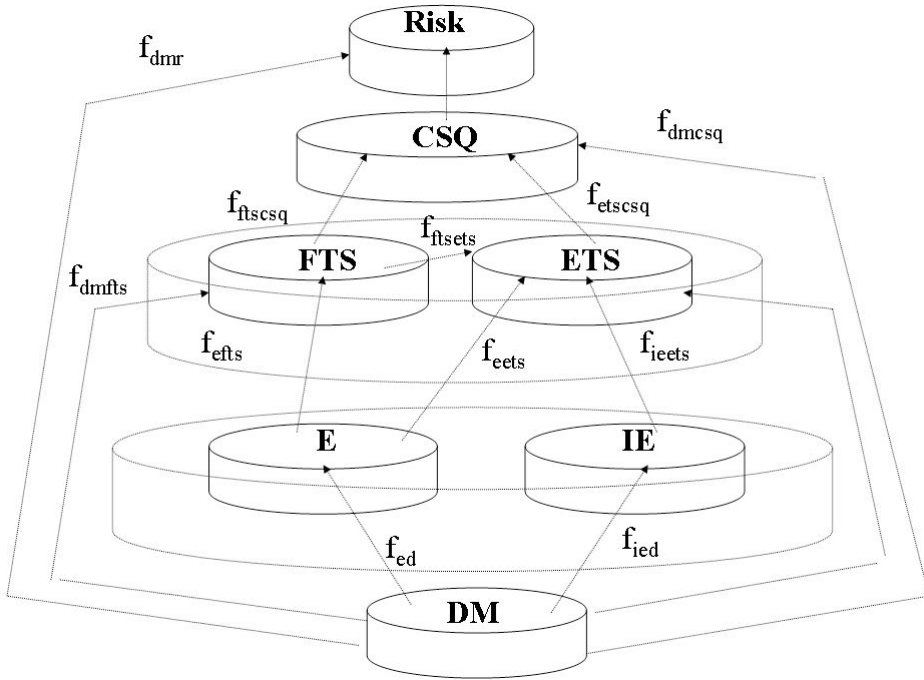 Risk
f_dmr
CSQ
f_dmcsq
f_ftscsq
f_etscsq
f_ftsets
FTS
ETS
f_dmfts
f_efts
f_eets
f_ieets
E
IE
f_ed
f_ied
DM